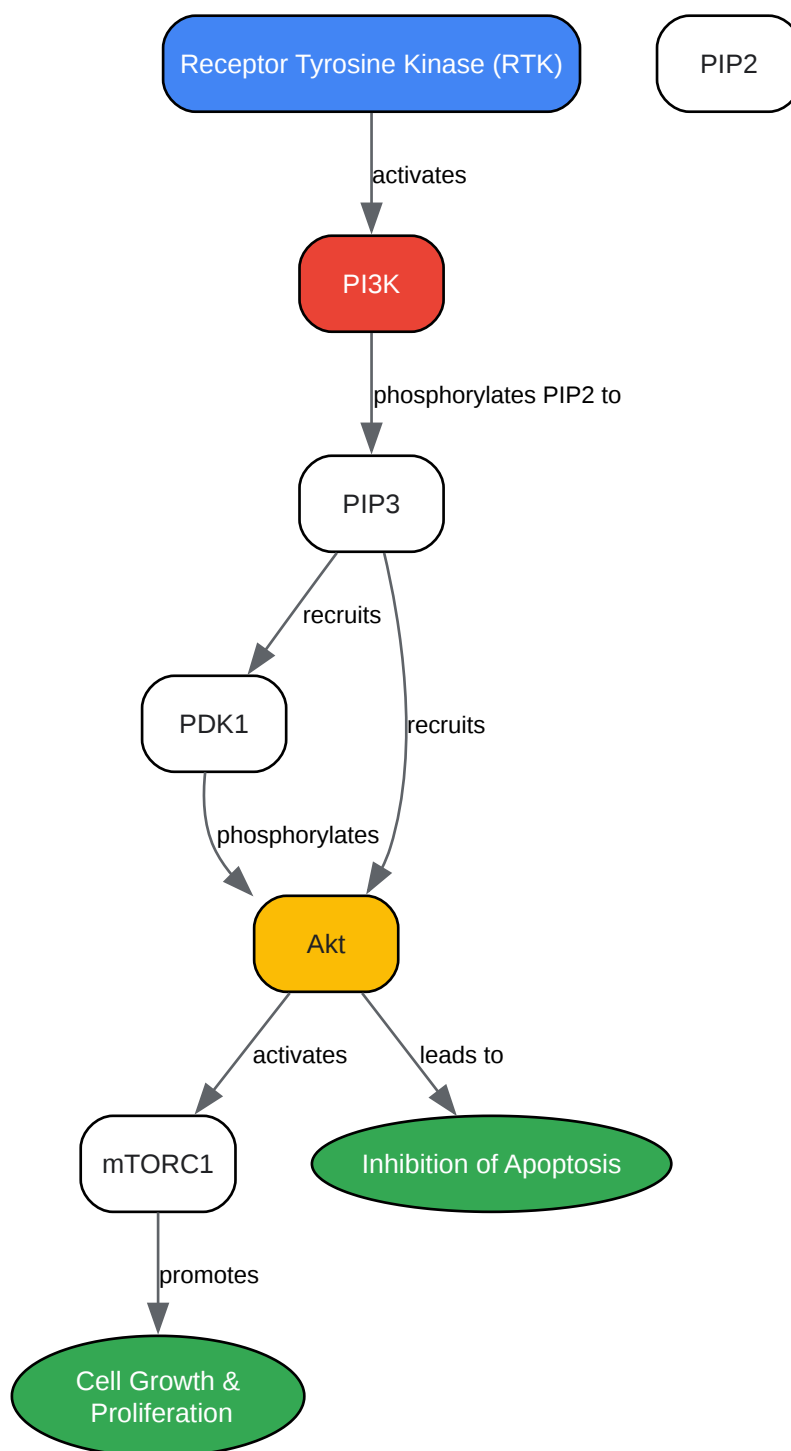 Receptor Tyrosine Kinase (RTK)
PIP2
activates
PI3K
phosphorylates PIP2 to
PIP3
recruits
PDK1
recruits
phosphorylates
Akt
activates
leads to
mTORC1
Inhibition of Apoptosis
promotes
Cell Growth &
Proliferation